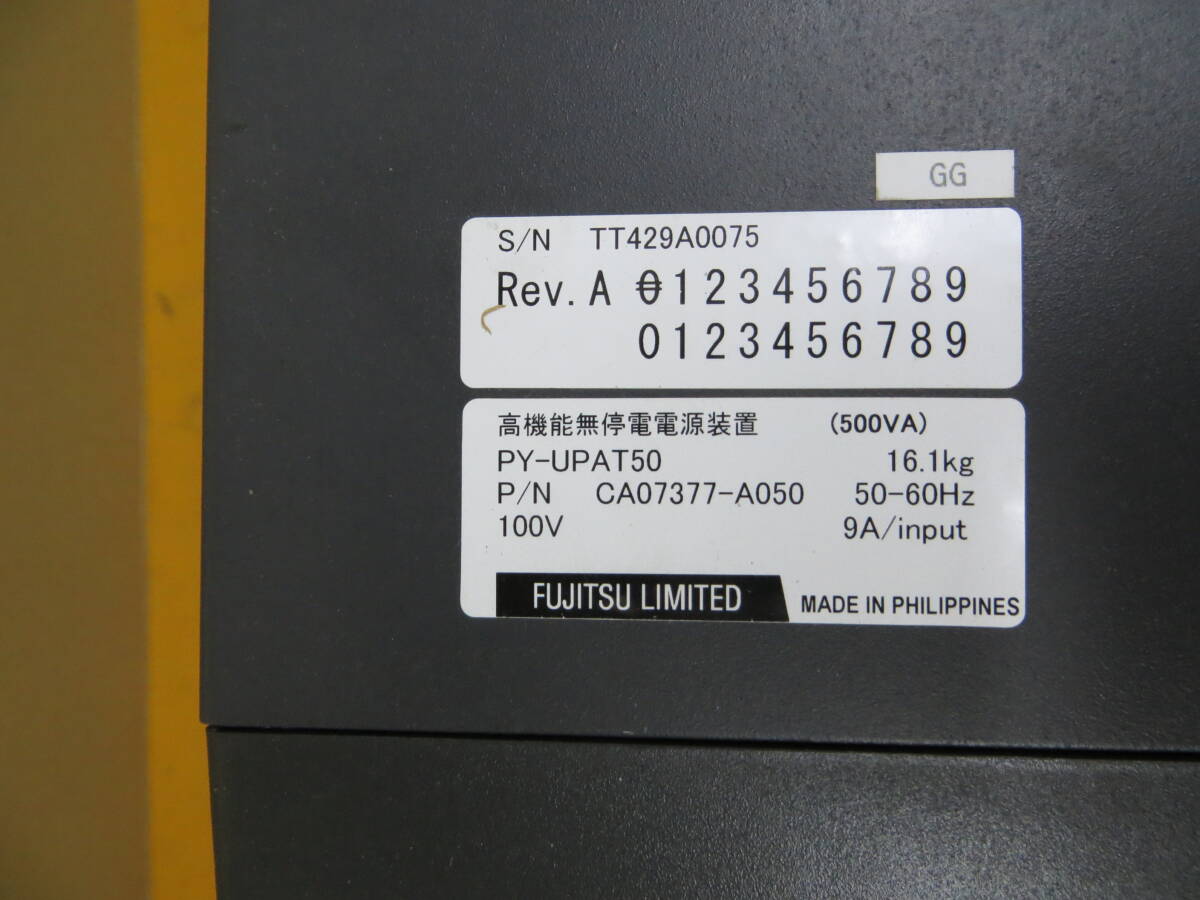 GG
S/N TT429A0075
Rev. A 0123456789
0123456789
高機能無停電電源装置 (500VA)
PY-UPAT50 16.1kg
P/N CA07377-A050 50-60Hz
100V 9A/input
FUJITSU LIMITED MADE IN PHILIPPINES